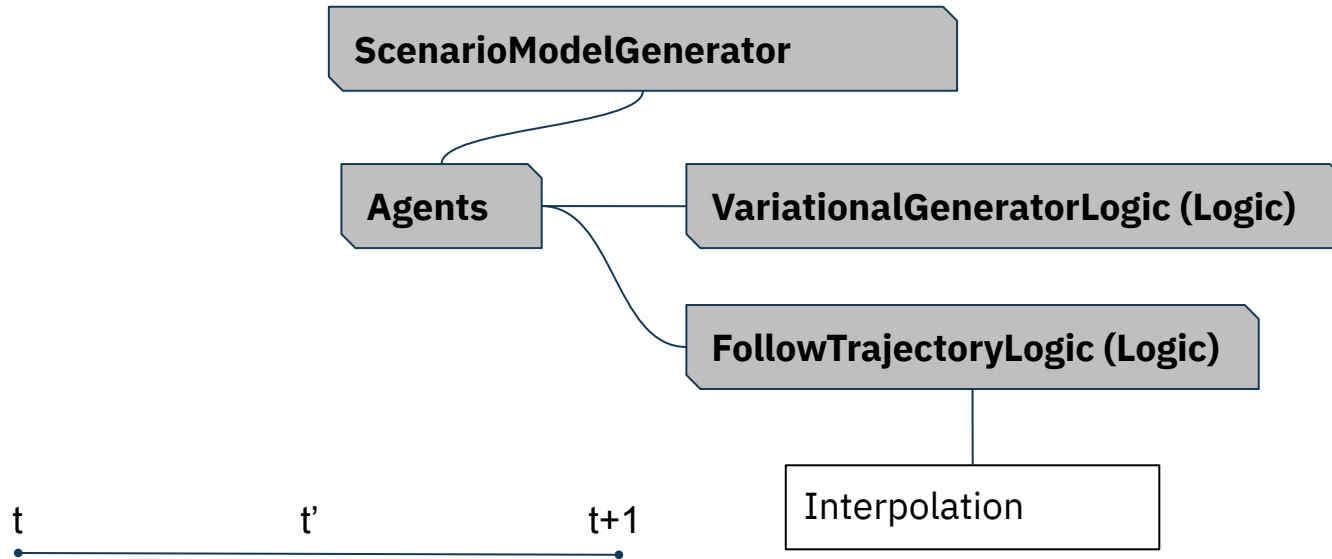 ScenarioModelGenerator
Agents
VariationalGeneratorLogic (Logic)
FollowTrajectoryLogic (Logic)
Interpolation
t t’ t+1